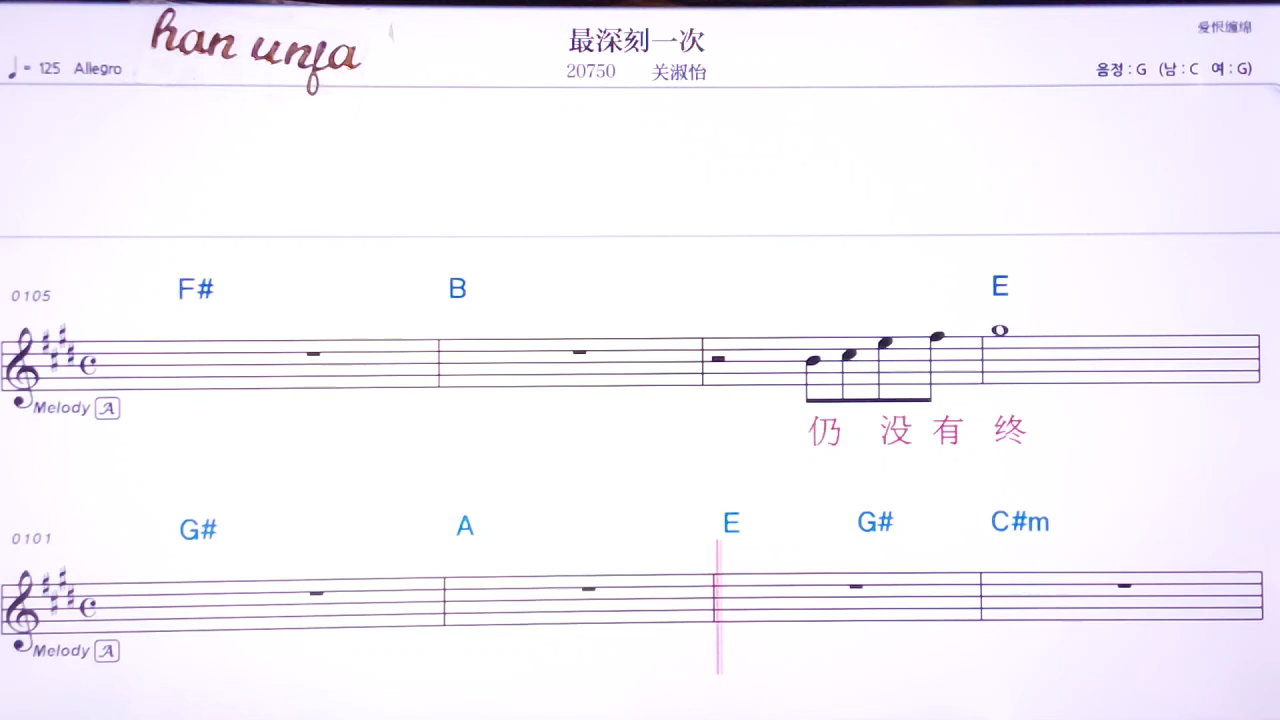 han unfa
最深刻一次
爱恨缠绵
♩= 125 Allegro
20750 关淑怡
음정 : G (남 : C 여 : G)
0105 F# B E
Melody A
仍 没 有 终
0101 G# A E G# C#m
Melody A